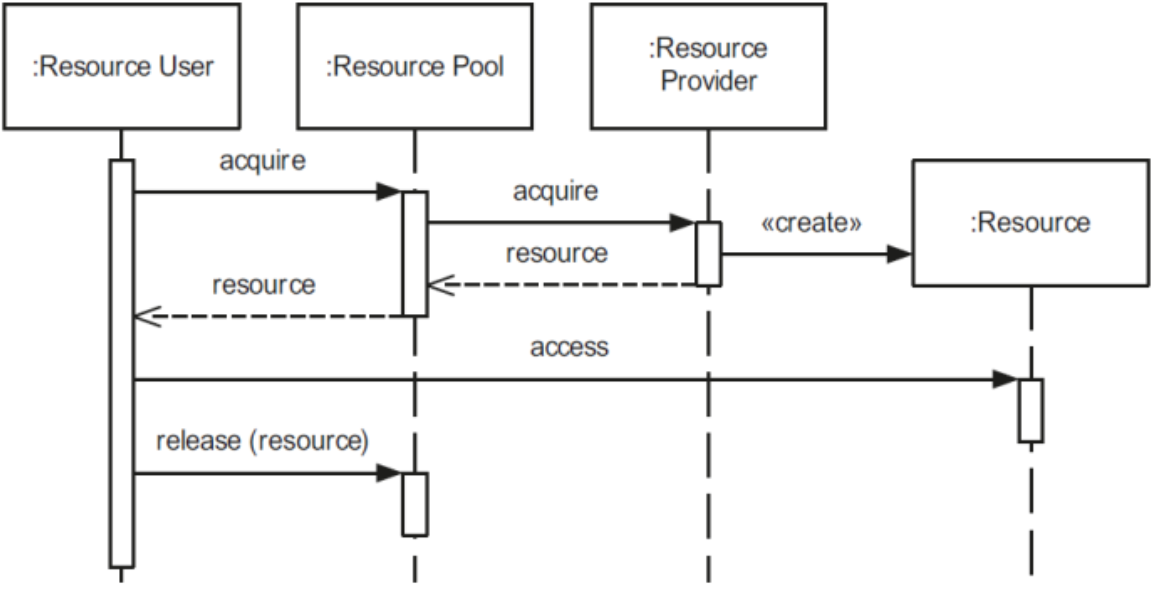 :Resource User
:Resource Pool
:Resource
Provider
acquire
acquire
«create»
:Resource
resource
resource
access
release (resource)